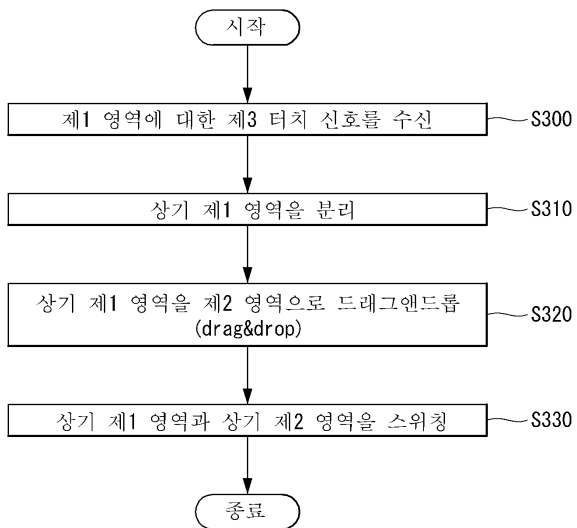 시작
제1 영역에 대한 제3 터치 신호를 수신
S300
상기 제1 영역을 분리
S310
상기 제1 영역을 제2 영역으로 드래그앤드롭
(drag&drop)
S320
상기 제1 영역과 상기 제2 영역을 스위칭
S330
종료